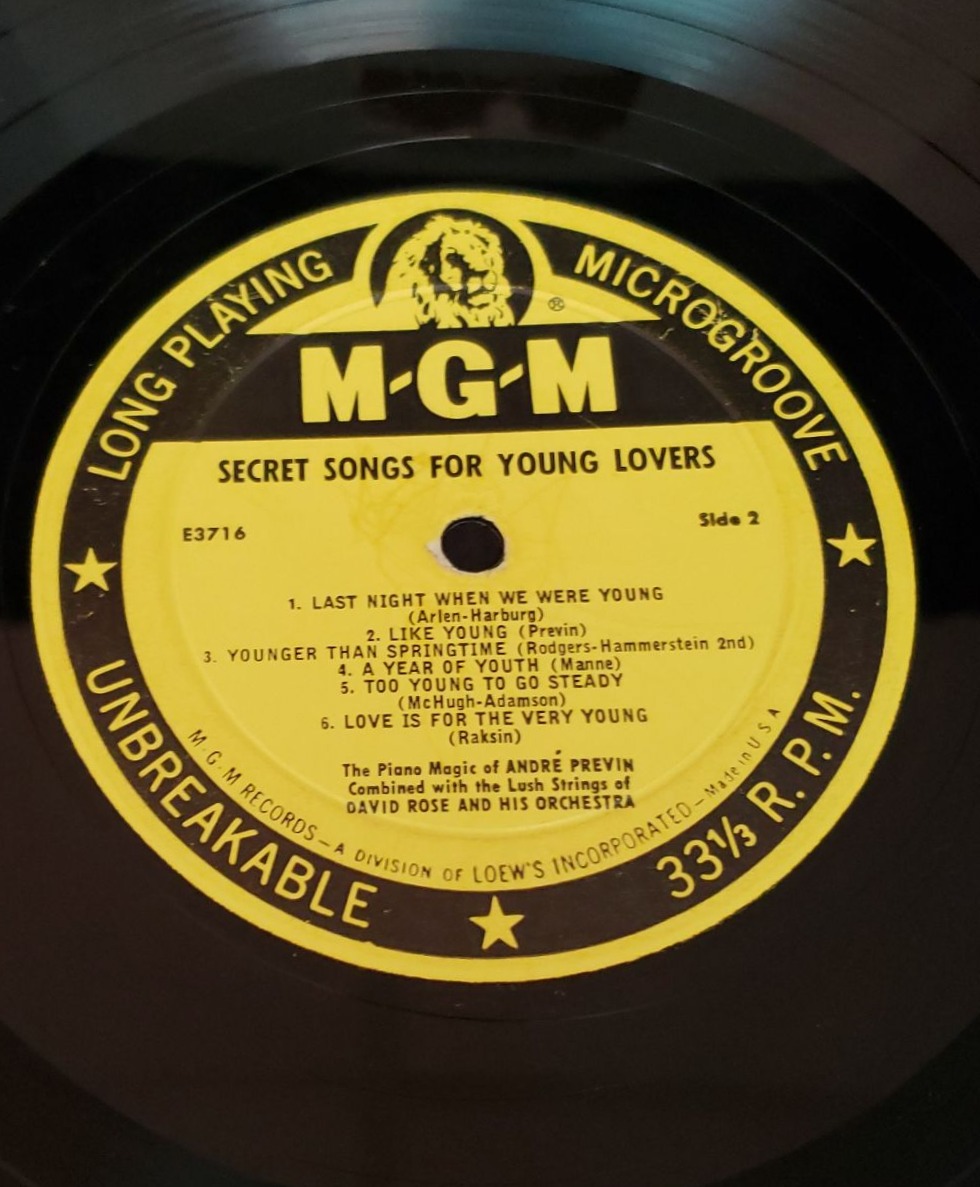 LONG PLAYING
MICROGROOVE
®
M-G-M
SECRET SONGS FOR YOUNG LOVERS
E3716
Side 2
1. LAST NIGHT WHEN WE WERE YOUNG
(Arlen-Harburg)
2. LIKE YOUNG (Previn)
3. YOUNGER THAN SPRINGTIME (Rodgers-Hammerstein 2nd)
4. A YEAR OF YOUTH (Manne)
5. TOO YOUNG TO GO STEADY
(McHugh-Adamson)
6. LOVE IS FOR THE VERY YOUNG
(Raksin)
The Piano Magic of ANDRÉ PREVIN
Combined with the Lush Strings of
DAVID ROSE AND HIS ORCHESTRA
M-G-M RECORDS – A DIVISION OF LOEW'S INCORPORATED – Made in U S A
UNBREAKABLE
33⅓ R. P. M.